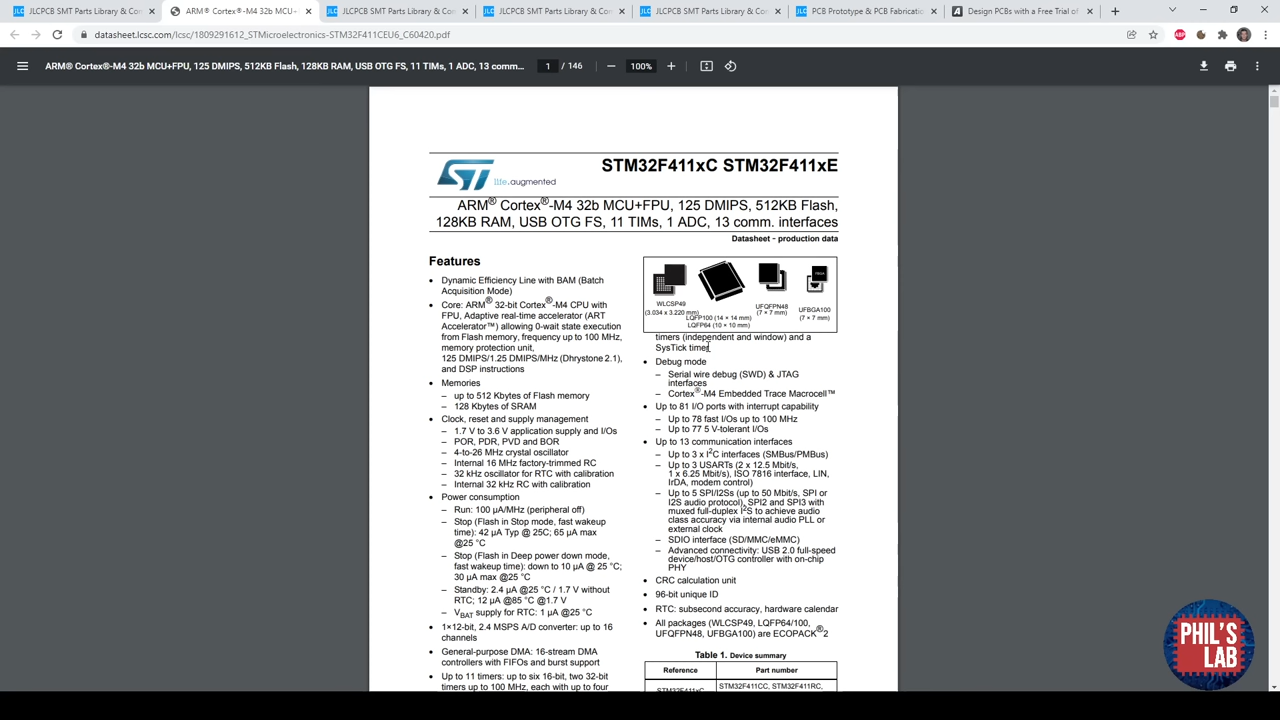 JLCPCB SMT Parts Library & Co
ARM® Cortex®-M4 32b MCU+
JLCPCB SMT Parts Library & Co
JLCPCB SMT Parts Library & Co
JLCPCB SMT Parts Library & Co
PCB Prototype & PCB Fabricatio
Design PCBs with a Free Trial of
datasheet.lcsc.com/lcsc/1809291612_STMicroelectronics-STM32F411CEU6_C60420.pdf
ARM® Cortex®-M4 32b MCU+FPU, 125 DMIPS, 512KB Flash, 128KB RAM, USB OTG FS, 11 TIMs, 1 ADC, 13 comm...
1 / 146
100%
life.augmented
STM32F411xC STM32F411xE
ARM® Cortex®-M4 32b MCU+FPU, 125 DMIPS, 512KB Flash,
128KB RAM, USB OTG FS, 11 TIMs, 1 ADC, 13 comm. interfaces
Datasheet - production data
Features
• Dynamic Efficiency Line with BAM (Batch
Acquisition Mode)
• Core: ARM® 32-bit Cortex®-M4 CPU with
FPU, Adaptive real-time accelerator (ART
Accelerator™) allowing 0-wait state execution
from Flash memory, frequency up to 100 MHz,
memory protection unit,
125 DMIPS/1.25 DMIPS/MHz (Dhrystone 2.1),
and DSP instructions
• Memories
– up to 512 Kbytes of Flash memory
– 128 Kbytes of SRAM
• Clock, reset and supply management
– 1.7 V to 3.6 V application supply and I/Os
– POR, PDR, PVD and BOR
– 4-to-26 MHz crystal oscillator
– Internal 16 MHz factory-trimmed RC
– 32 kHz oscillator for RTC with calibration
– Internal 32 kHz RC with calibration
• Power consumption
– Run: 100 µA/MHz (peripheral off)
– Stop (Flash in Stop mode, fast wakeup
time): 42 µA Typ @ 25C; 65 µA max
@25 °C
– Stop (Flash in Deep power down mode,
fast wakeup time): down to 10 µA @ 25 °C;
30 µA max @25 °C
– Standby: 2.4 µA @25 °C / 1.7 V without
RTC; 12 µA @85 °C @1.7 V
– VBAT supply for RTC: 1 µA @25 °C
• 1×12-bit, 2.4 MSPS A/D converter: up to 16
channels
• General-purpose DMA: 16-stream DMA
controllers with FIFOs and burst support
• Up to 11 timers: up to six 16-bit, two 32-bit
timers up to 100 MHz, each with up to four
WLCSP49
(3.034 x 3.220 mm)
LQFP100 (14 × 14 mm)
LQFP64 (10 × 10 mm)
UFQFPN48
(7 × 7 mm)
UFBGA100
(7 × 7 mm)
timers (independent and window) and a
SysTick timer
• Debug mode
– Serial wire debug (SWD) & JTAG
interfaces
– Cortex®-M4 Embedded Trace Macrocell™
• Up to 81 I/O ports with interrupt capability
– Up to 78 fast I/Os up to 100 MHz
– Up to 77 5 V-tolerant I/Os
• Up to 13 communication interfaces
– Up to 3 x I2C interfaces (SMBus/PMBus)
– Up to 3 USARTs (2 x 12.5 Mbit/s,
1 x 6.25 Mbit/s), ISO 7816 interface, LIN,
IrDA, modem control)
– Up to 5 SPI/I2Ss (up to 50 Mbit/s, SPI or
I2S audio protocol), SPI2 and SPI3 with
muxed full-duplex I2S to achieve audio
class accuracy via internal audio PLL or
external clock
– SDIO interface (SD/MMC/eMMC)
– Advanced connectivity: USB 2.0 full-speed
device/host/OTG controller with on-chip
PHY
• CRC calculation unit
• 96-bit unique ID
• RTC: subsecond accuracy, hardware calendar
• All packages (WLCSP49, LQFP64/100,
UFQFPN48, UFBGA100) are ECOPACK®2
Table 1. Device summary
Reference Part number
STM32F411CC, STM32F411RC,
PHIL'S
LAB